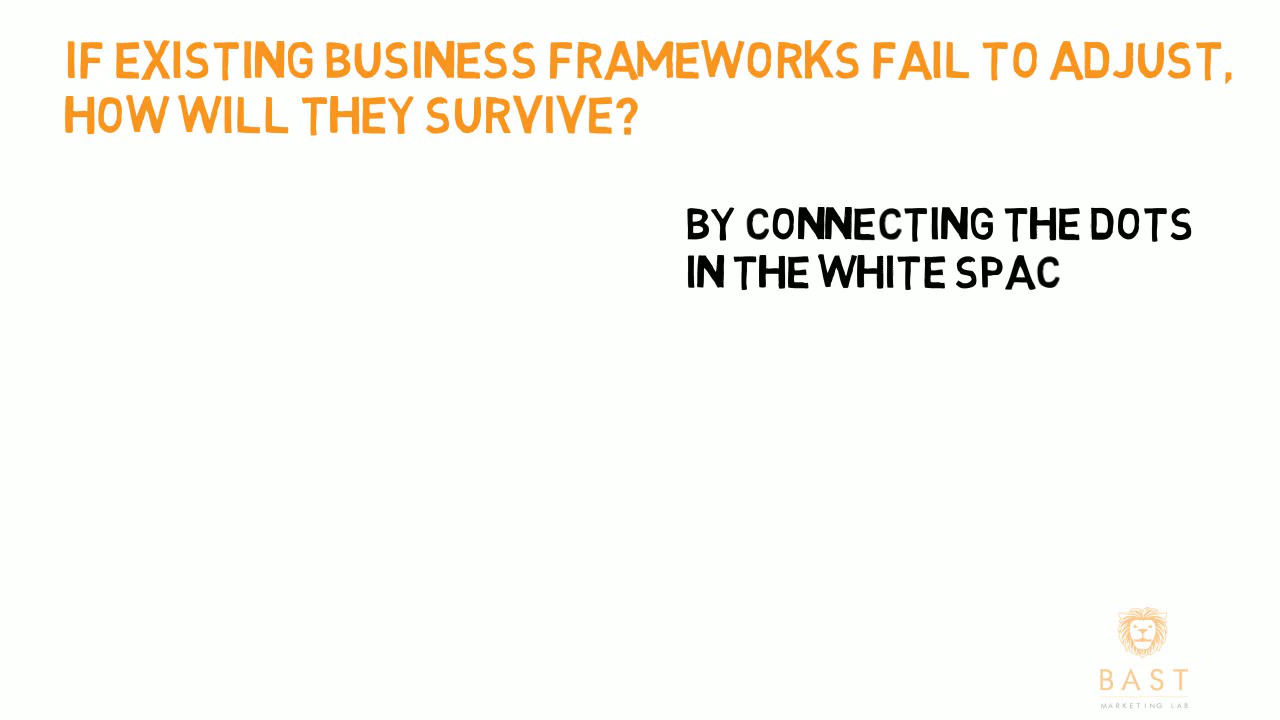 IF EXISTING BUSINESS FRAMEWORKS FAIL TO ADJUST,
HOW WILL THEY SURVIVE?
BY CONNECTING THE DOTS
IN THE WHITE SPAC
BAST
MARKETING LAB